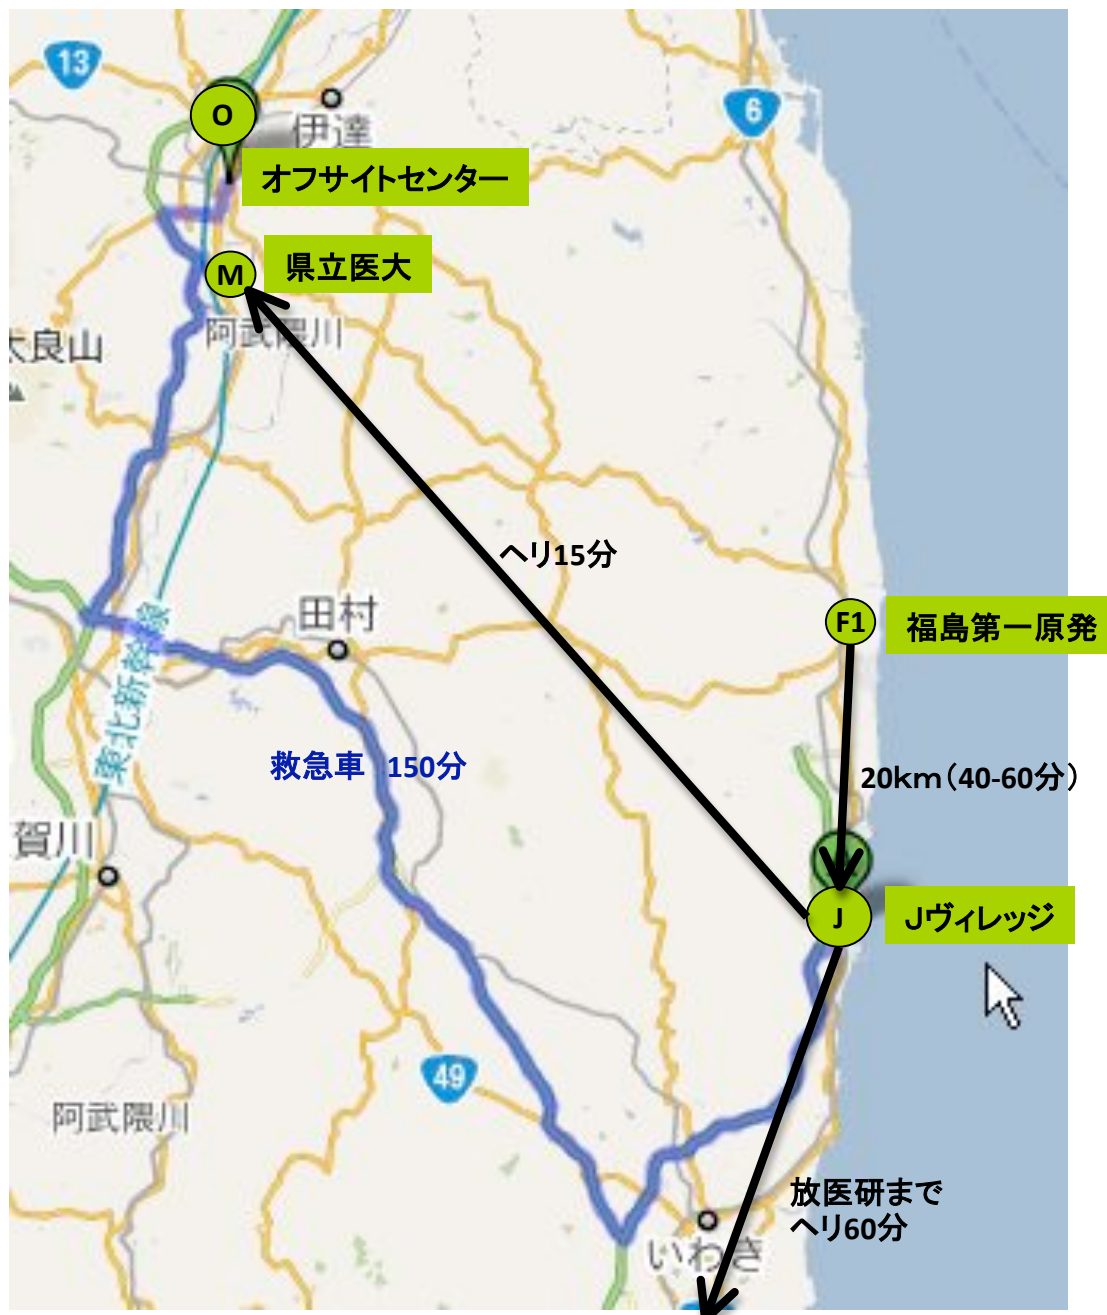 13
6
O
伊達
オフサイトセンター
M
県立医大
阿武隈川
大良山
ヘリ15分
田村
F1
福島第一原発
東北新幹線
救急車 150分
20km(40-60分)
賀川
J
Jヴィレッジ
49
阿武隈川
放医研まで
ヘリ60分
いわき